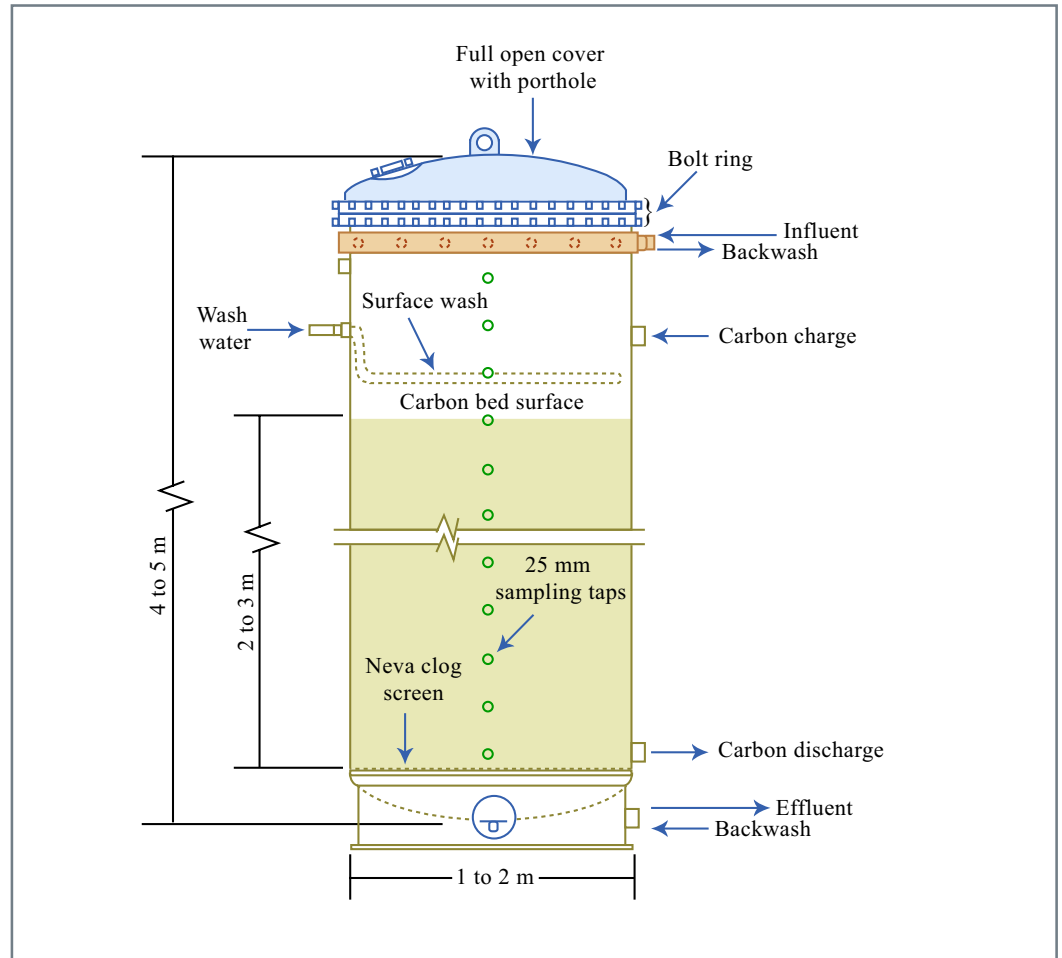 Full open cover
with porthole
Bolt ring
Influent
Backwash
Surface wash
Wash
water
Carbon charge
Carbon bed surface
25 mm
sampling taps
4 to 5 m
2 to 3 m
Neva clog
screen
Carbon discharge
Effluent
Backwash
1 to 2 m